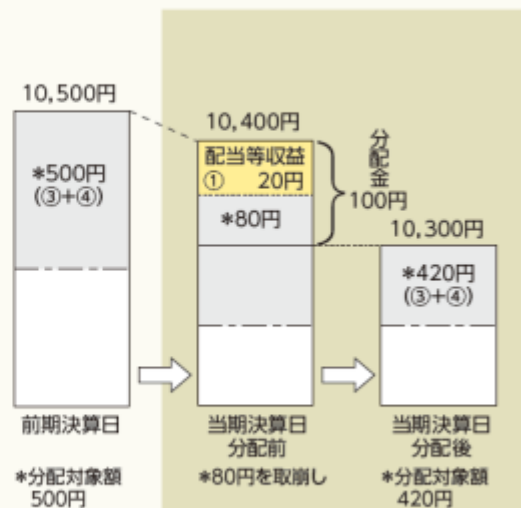 10,500円
*500円
(③+④)
前期決算日
*分配対象額
500円
10,400円
配当等収益
① 20円
*80円
分配金
100円
当期決算日
分配前
*80円を取崩し
10,300円
*420円
(③+④)
当期決算日
分配後
*分配対象額
420円